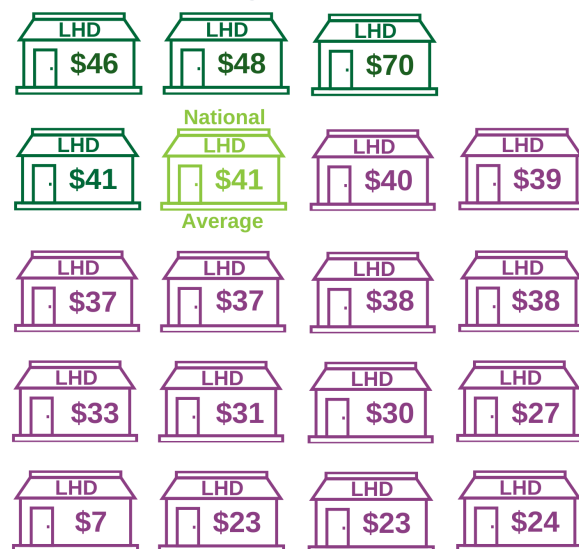 LHD LHD LHD
$46 $48 $70
National
LHD LHD LHD LHD
$41 $41 $40 $39
Average
LHD LHD LHD LHD
$37 $37 $38 $38
LHD LHD LHD LHD
$33 $31 $30 $27
LHD LHD LHD LHD
$7 $23 $23 $24